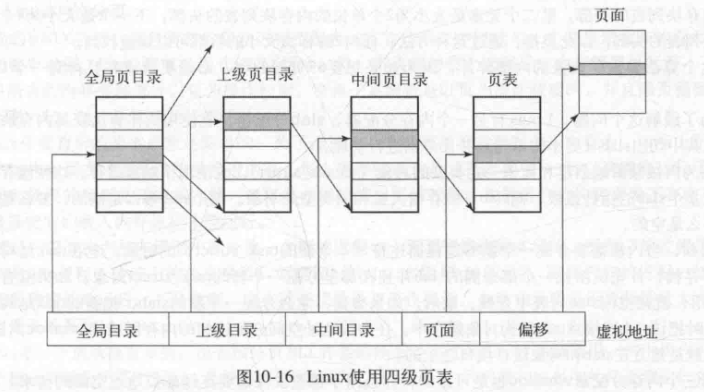 页面
全局页目录
上级页目录
中间页目录
页表
全局目录
上级目录
中间目录
页面
偏移
虚拟地址
图10-16 Linux使用四级页表